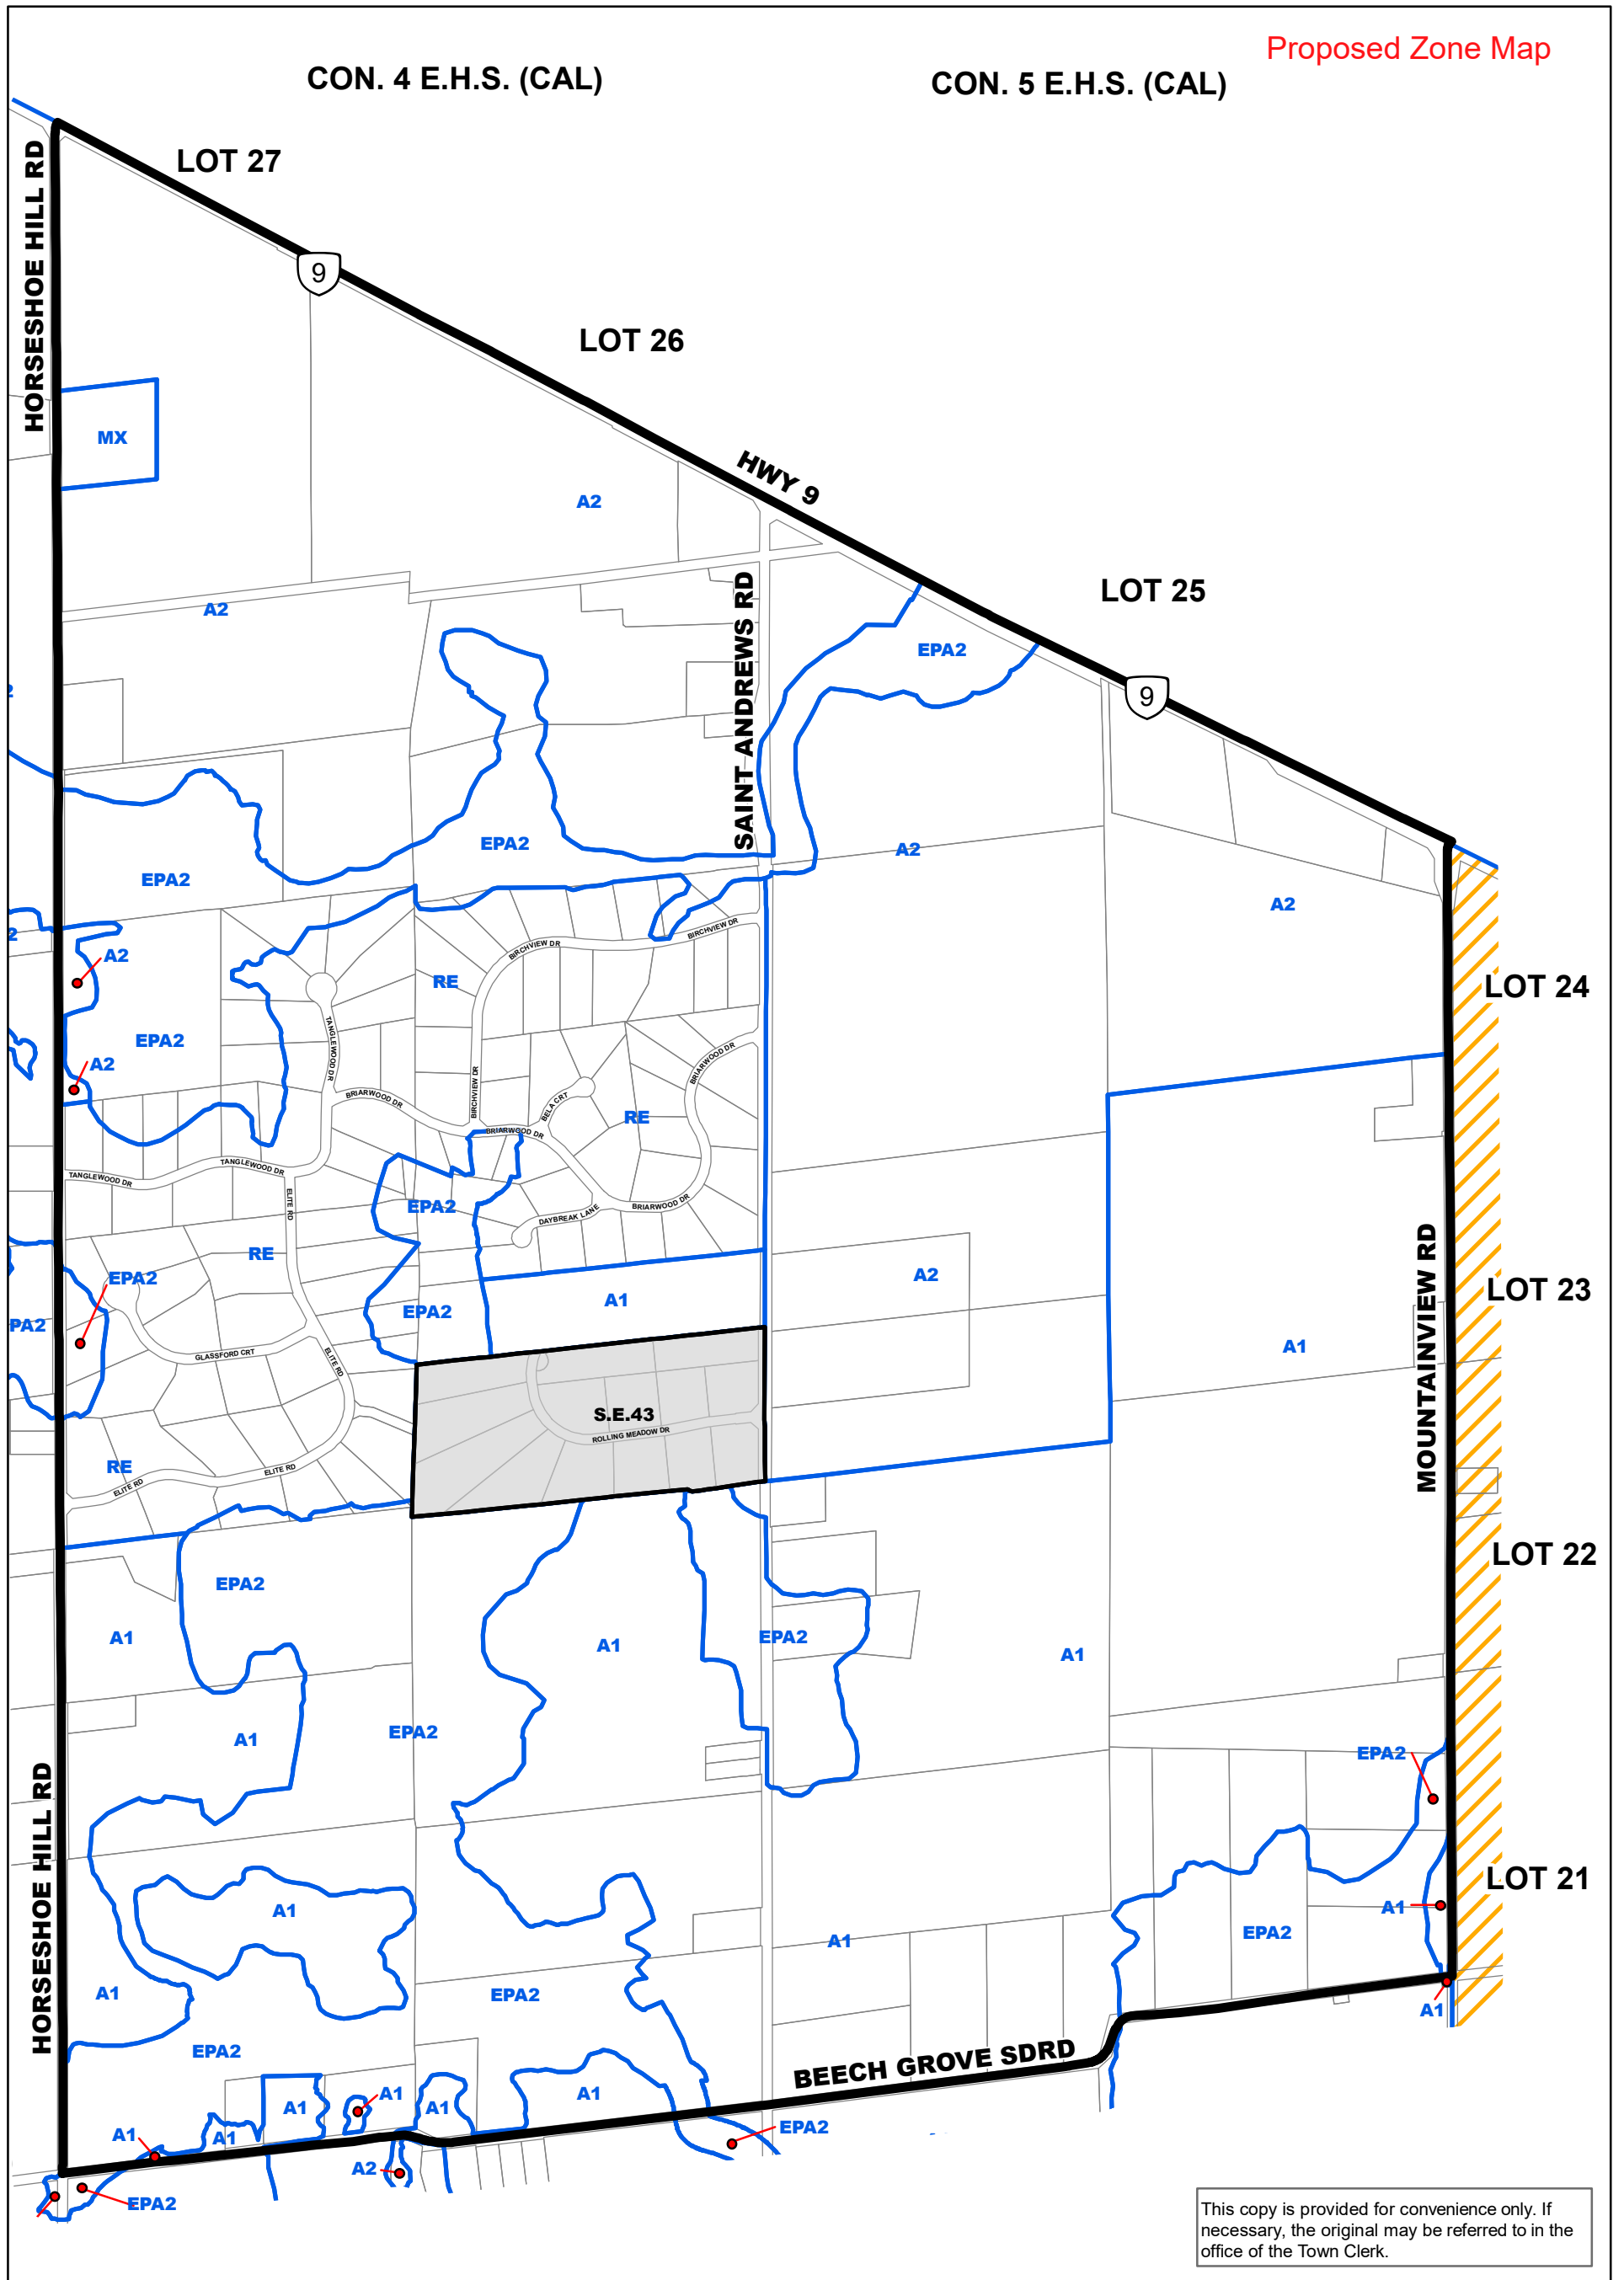 Proposed Zone Map
CON. 4 E.H.S. (CAL)
CON. 5 E.H.S. (CAL)
HORSESHOE HILL RD
LOT 27
9
LOT 26
MX
HWY 9
A2
SAINT ANDREWS RD
LOT 25
A2
EPA2
2
9
EPA2
A2
EPA2
A2
2
A2
BIRCHVIEW DR
BIRCHVIEW DR
RE
LOT 24
EPA2
TANGLEWOOD DR
A2
BRIARWOOD DR
BIRCHVIEW DR
BELA CRT
BRIARWOOD DR
RE
BRIARWOOD DR
TANGLEWOOD DR
TANGLEWOOD DR
ELITE RD
EPA2
DAYBREAK LANE
BRIARWOOD DR
RE
EPA2
A2
MOUNTAINVIEW RD
LOT 23
EPA2
A1
PA2
A1
GLASSFORD CRT
ELITE RD
S.E.43
ROLLING MEADOW DR
RE
ELITE RD
ELITE RD
LOT 22
EPA2
A1
A1
EPA2
A1
A1
EPA2
EPA2
HORSESHOE HILL RD
LOT 21
A1
A1
EPA2
A1
A1
EPA2
A1
EPA2
BEECH GROVE SDRD
A1
A1
A1
A1
A1
A1
EPA2
A2
EPA2
This copy is provided for convenience only. If
necessary, the original may be referred to in the
office of the Town Clerk.